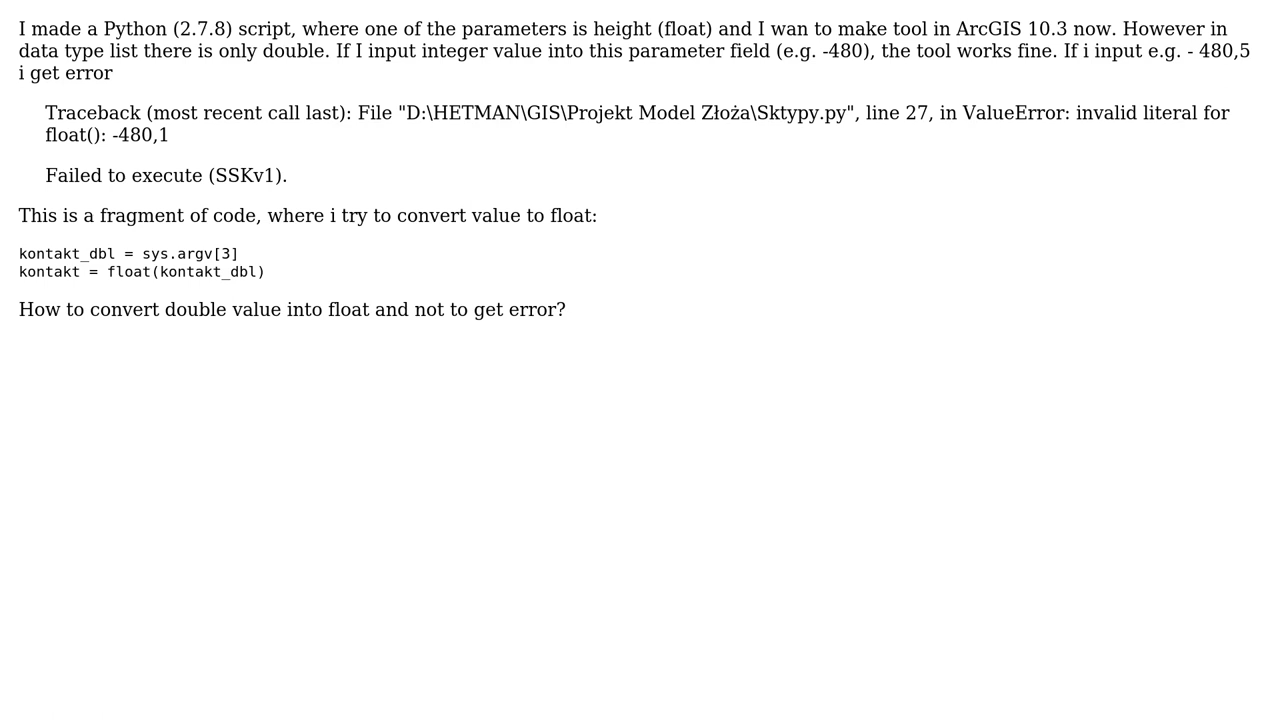 I made a Python (2.7.8) script, where one of the parameters is height (float) and I wan to make tool in ArcGIS 10.3 now. However in
data type list there is only double. If I input integer value into this parameter field (e.g. -480), the tool works fine. If i input e.g. - 480,5
i get error
Traceback (most recent call last): File "D:\HETMAN\GIS\Projekt Model Złoża\Sktypy.py", line 27, in ValueError: invalid literal for
float(): -480,1
Failed to execute (SSKv1).
This is a fragment of code, where i try to convert value to float:
kontakt_dbl = sys.argv[3]
kontakt = float(kontakt_dbl)
How to convert double value into float and not to get error?